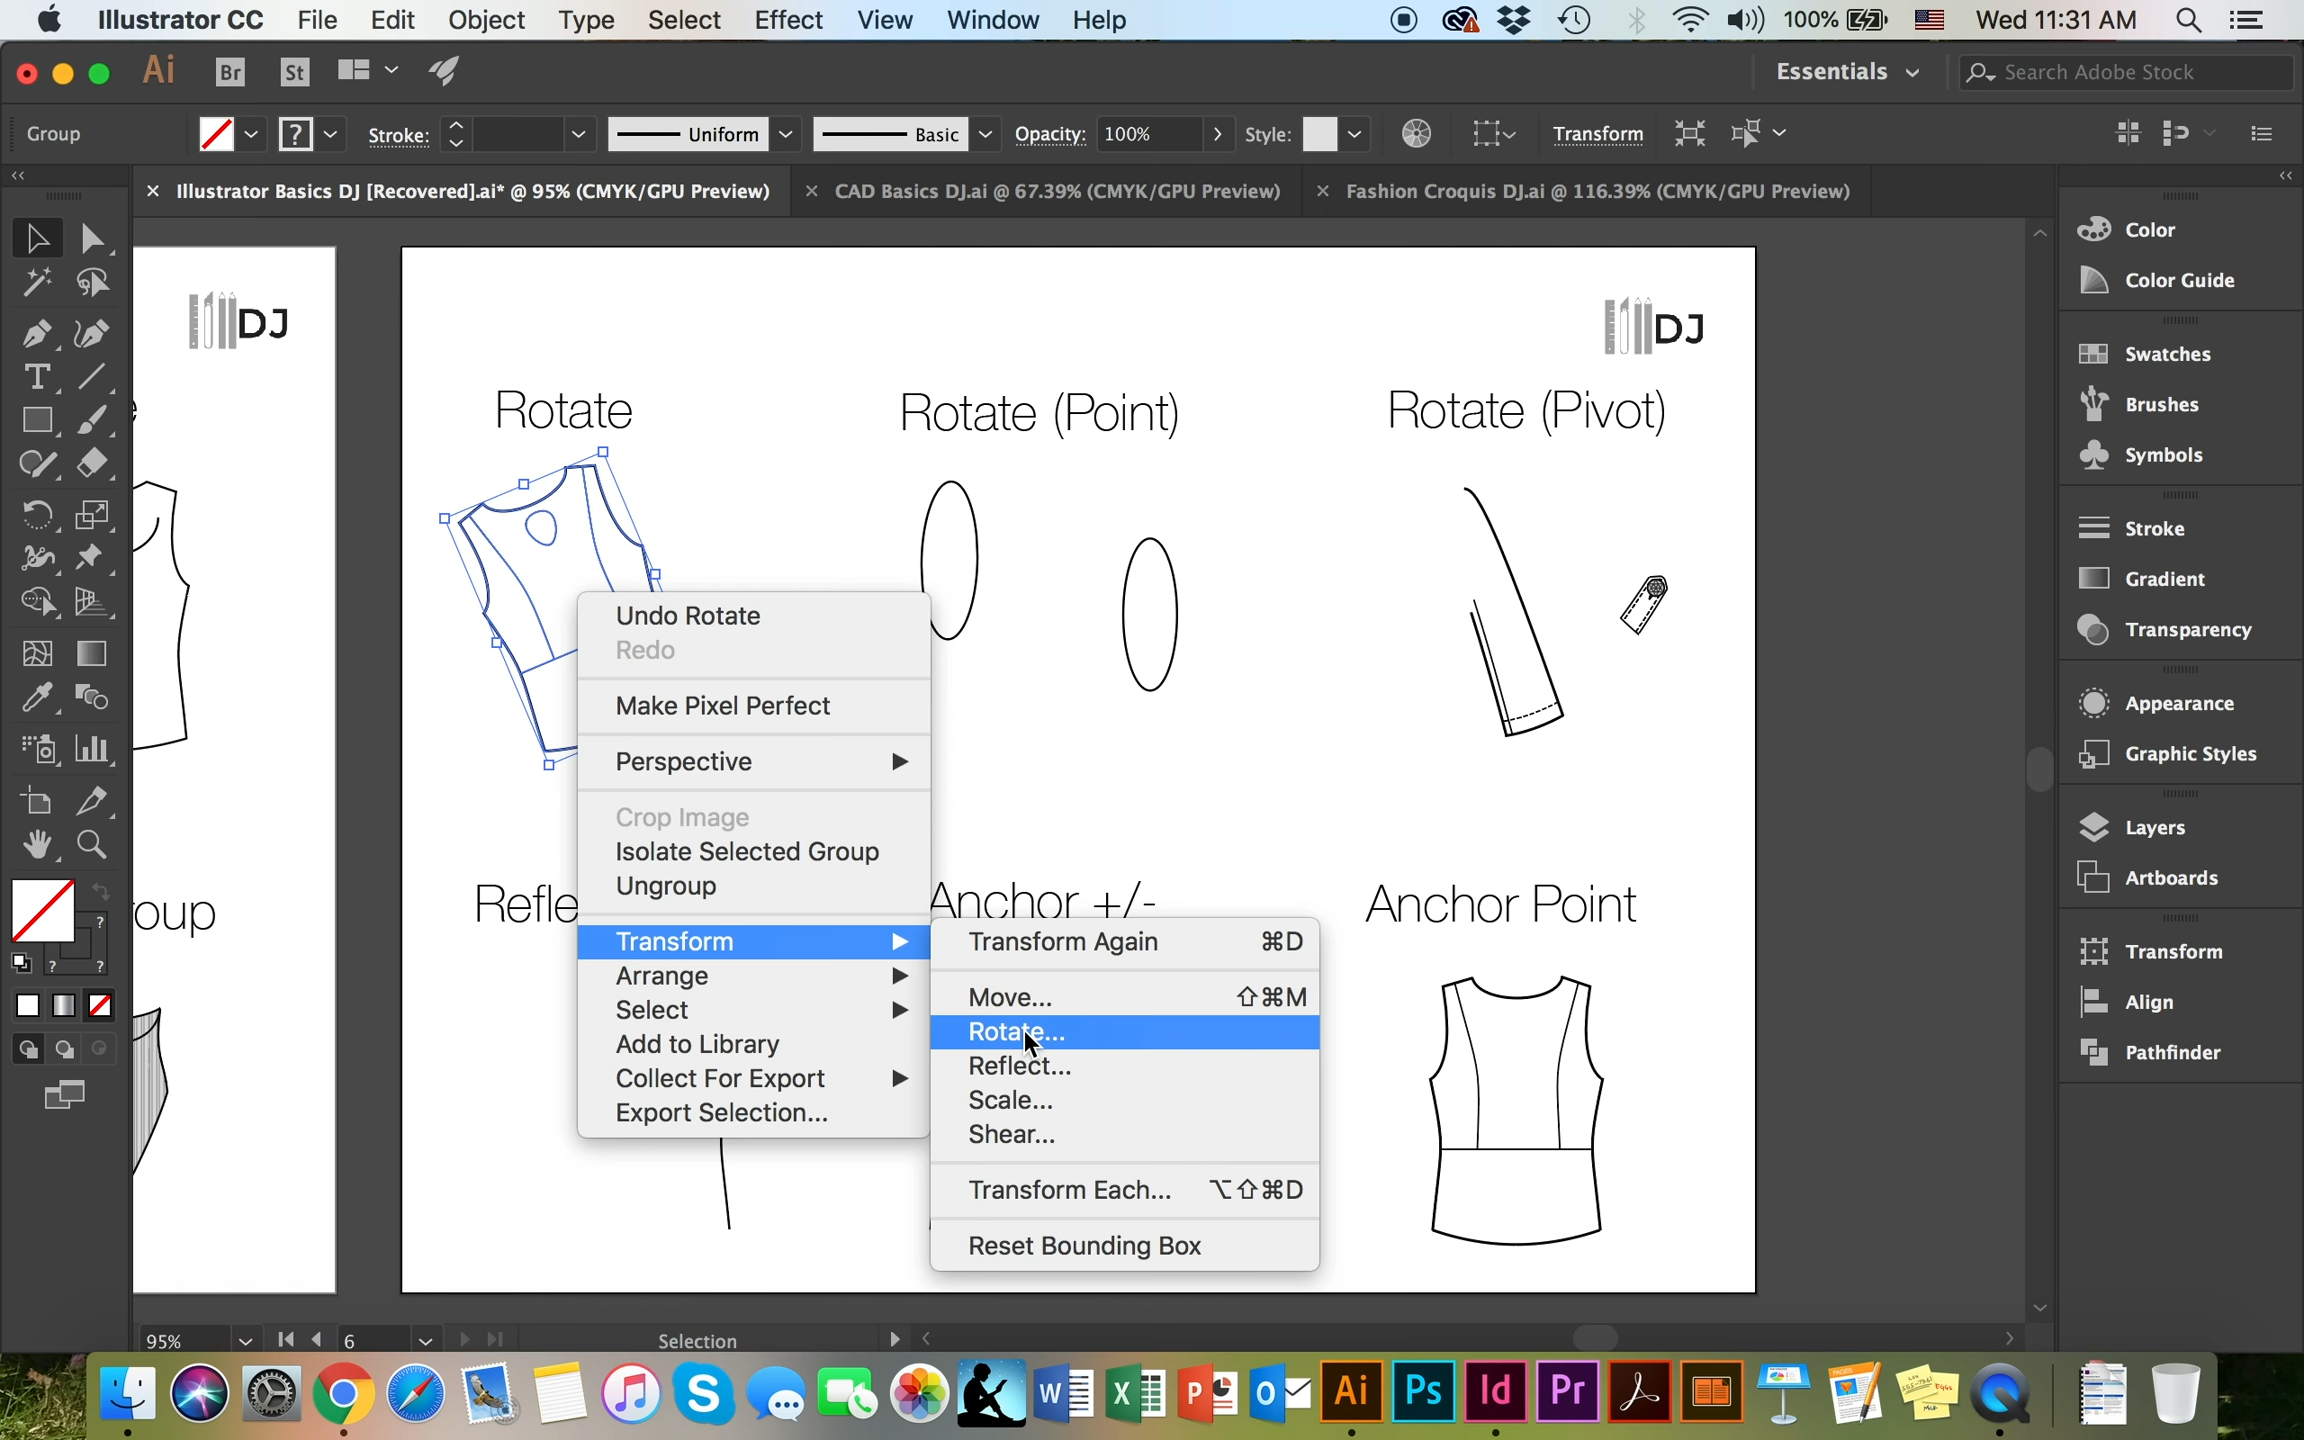 Illustrator CC File Edit Object Type Select Effect View Window Help 100% Wed 11:31 AM
Ai Br St Essentials Search Adobe Stock
Group ? Stroke: Uniform Basic Opacity: 100% Style: Transform
Illustrator Basics DJ [Recovered].ai* @ 95% (CMYK/GPU Preview) CAD Basics DJ.ai @ 67.39% (CMYK/GPU Preview) Fashion Croquis DJ.ai @ 116.39% (CMYK/GPU Preview)
Color
Color Guide
Swatches
Brushes
Symbols
Stroke
Gradient
Transparency
Appearance
Graphic Styles
Layers
Artboards
Transform
Align
Pathfinder
DJ
DJ
Rotate
Rotate (Point)
Rotate (Pivot)
Undo Rotate
Redo
Make Pixel Perfect
Perspective
Crop Image
Isolate Selected Group
Ungroup
Transform
Arrange
Select
Add to Library
Collect For Export
Export Selection...
Transform Again ⌘D
Move... ⇧⌘M
Rotate...
Reflect...
Scale...
Shear...
Transform Each... ⌥⇧⌘D
Reset Bounding Box
oup
Refle
Anchor +/-
Anchor Point
?
? ?
95% 6 Selection
S W X P O Ai Ps Id Pr